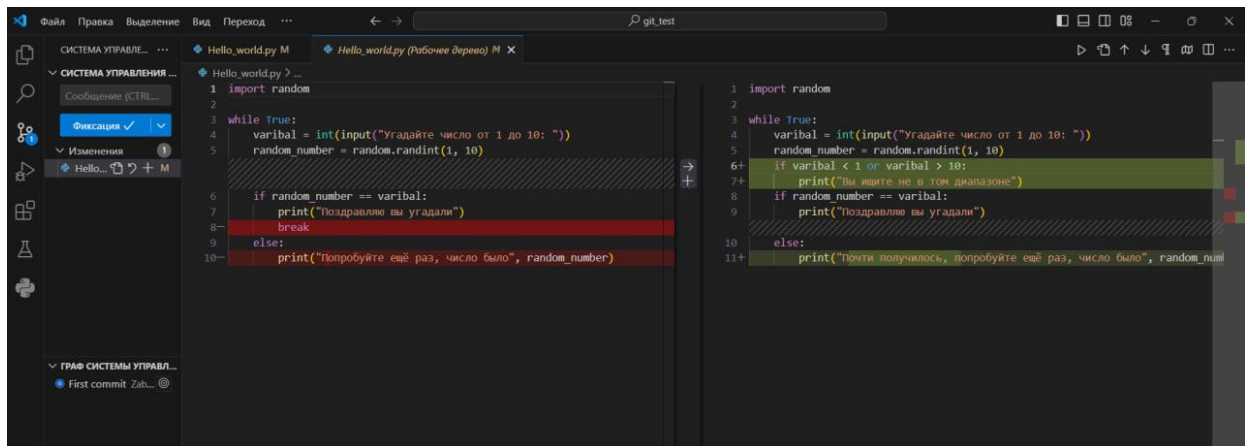 Файл Правка Выделение Вид Переход ··· git_test
СИСТЕМА УПРАВЛЕ... ···
СИСТЕМА УПРАВЛЕНИЯ ...
Сообщение (CTRL...
Фиксация
Изменения 1
Hello... M
ГРАФ СИСТЕМЫ УПРАВЛ...
First commit Zab...
Hello_world.py M Hello_world.py (Рабочее дерево) M
Hello_world.py > ...
1 import random
2
3 while True:
4 varibal = int(input("Угадайте число от 1 до 10: "))
5 random_number = random.randint(1, 10)
6 if random_number == varibal:
7 print("Поздравляю вы угадали")
8— break
9 else:
10— print("Попробуйте ещё раз, число было", random_number)
1 import random
2
3 while True:
4 varibal = int(input("Угадайте число от 1 до 10: "))
5 random_number = random.randint(1, 10)
6+ if varibal < 1 or varibal > 10:
7+ print("Вы ищите не в том диапазоне")
8 if random_number == varibal:
9 print("Поздравляю вы угадали")
10 else:
11+ print("Почти получилось, попробуйте ещё раз, число было", random_num